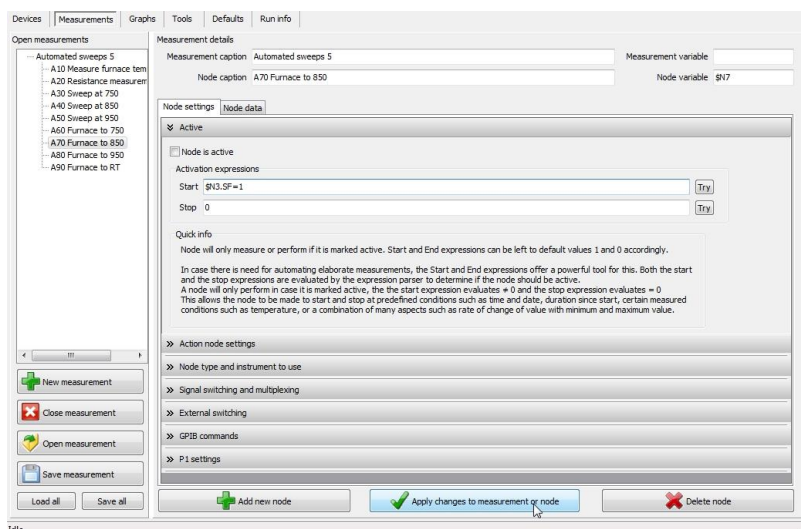 Devices Measurements Graphs Tools Defaults Run info
Open measurements
Automated sweeps 5
A10 Measure furnace tem
A20 Resistance measurem
A30 Sweep at 750
A40 Sweep at 850
A50 Sweep at 950
A60 Furnace to 750
A70 Furnace to 850
A80 Furnace to 950
A90 Furnace to RT
New measurement
Close measurement
Open measurement
Save measurement
Load all Save all
Measurement details
Measurement caption Automated sweeps 5 Measurement variable
Node caption A70 Furnace to 850 Node variable $N7
Node settings Node data
Active
Node is active
Activation expressions
Start $N3.SF=1 Try
Stop 0 Try
Quick info
Node will only measure or perform if it is marked active. Start and End expressions can be left to default values 1 and 0 accordingly.
In case there is need for automating elaborate measurements, the Start and End expressions offer a powerful tool for this. Both the start
and the stop expressions are evaluated by the expression parser to determine if the node should be active.
A node will only perform in case it is marked active, the the start expression evaluates ≠ 0 and the stop expression evaluates = 0
This allows the node to be made to start and stop at predefined conditions such as time and date, duration since start, certain measured
conditions such as temperature, or a combination of many aspects such as rate of change of value with minimum and maximum value.
Action node settings
Node type and instrument to use
Signal switching and multiplexing
External switching
GPIB commands
P1 settings
Add new node Apply changes to measurement or node Delete node
Idle